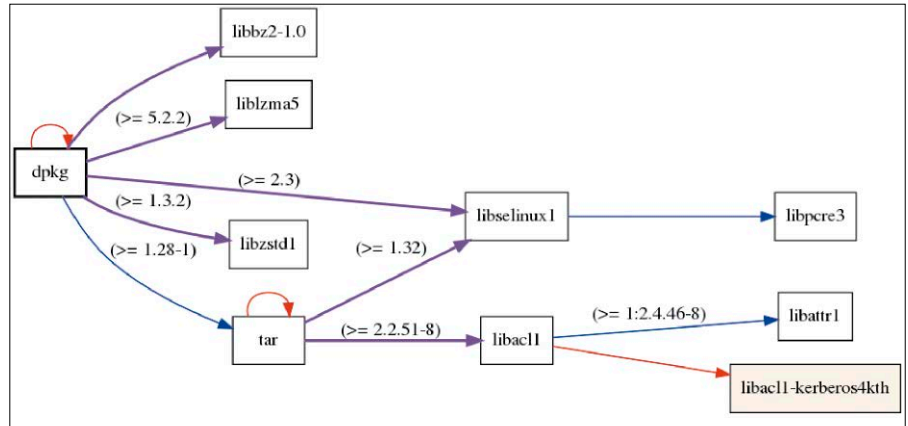 libbz2-1.0
liblzma5
(>= 5.2.2)
dpkg
(>= 2.3)
(>= 1.3.2)
libselinux1
libpcre3
libzstd1
(>= 1.28-1)
(>= 1.32)
tar
(>= 2.2.51-8)
libacl1
(>= 1:2.4.46-8)
libattr1
libacl1-kerberos4kth